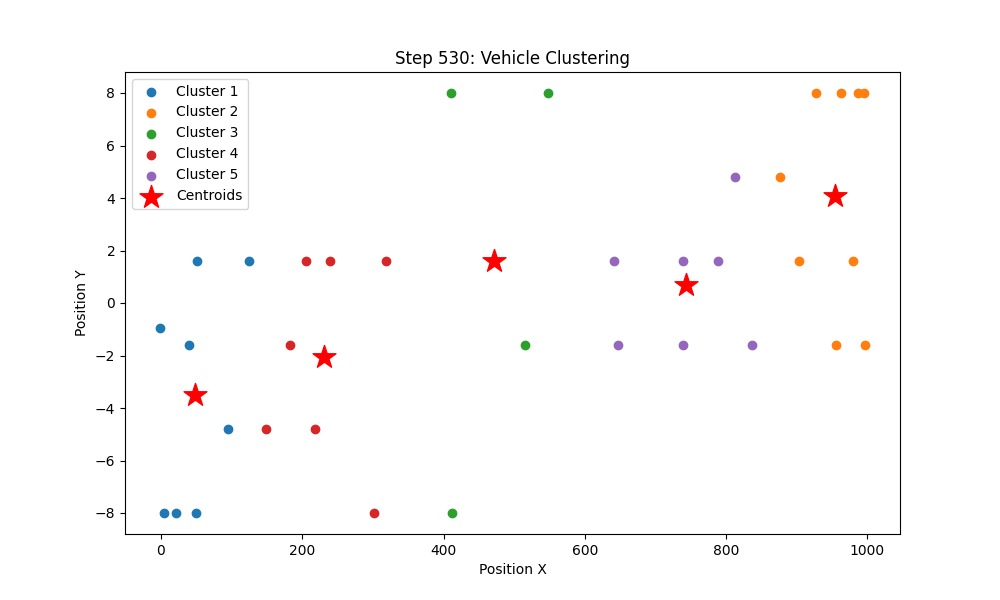 Step 530: Vehicle Clustering
Cluster 1
Cluster 2
Cluster 3
Cluster 4
Cluster 5
Centroids
Position Y
8
6
4
2
0
−2
−4
−6
−8
0 200 400 600 800 1000
Position X